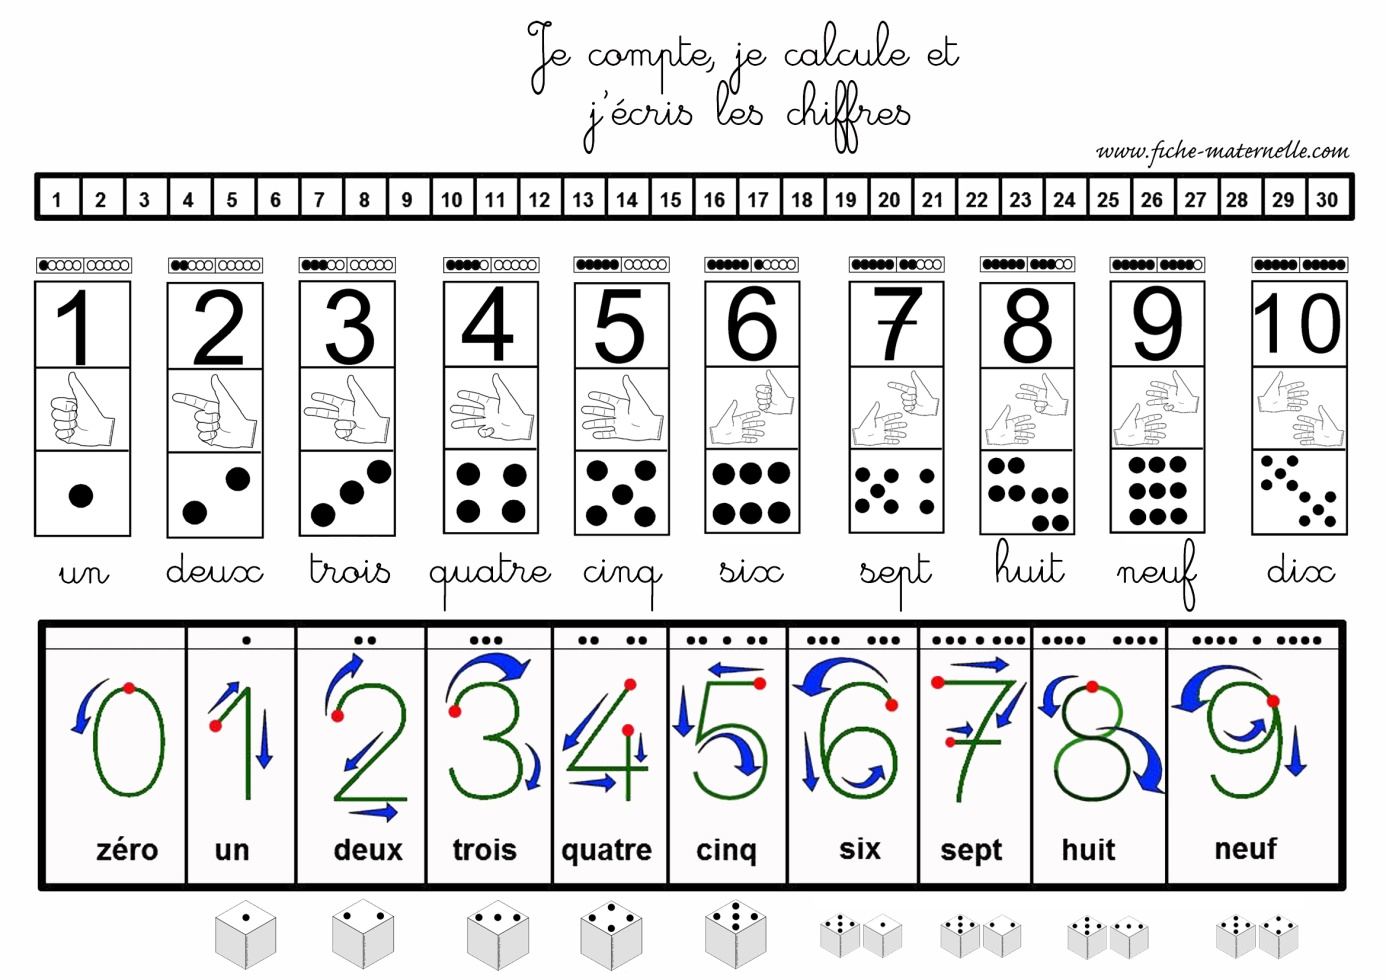 Je compte, je calcule et
j'écris les chiffres
www.fiche-maternelle.com
1 2 3 4 5 6 7 8 9 10 11 12 13 14 15 16 17 18 19 20 21 22 23 24 25 26 27 28 29 30
1 2 3 4 5 6 7 8 9 10
un deux trois quatre cinq six sept huit neuf dix
0 1 2 3 4 5 6 7 8 9
zéro un deux trois quatre cinq six sept huit neuf